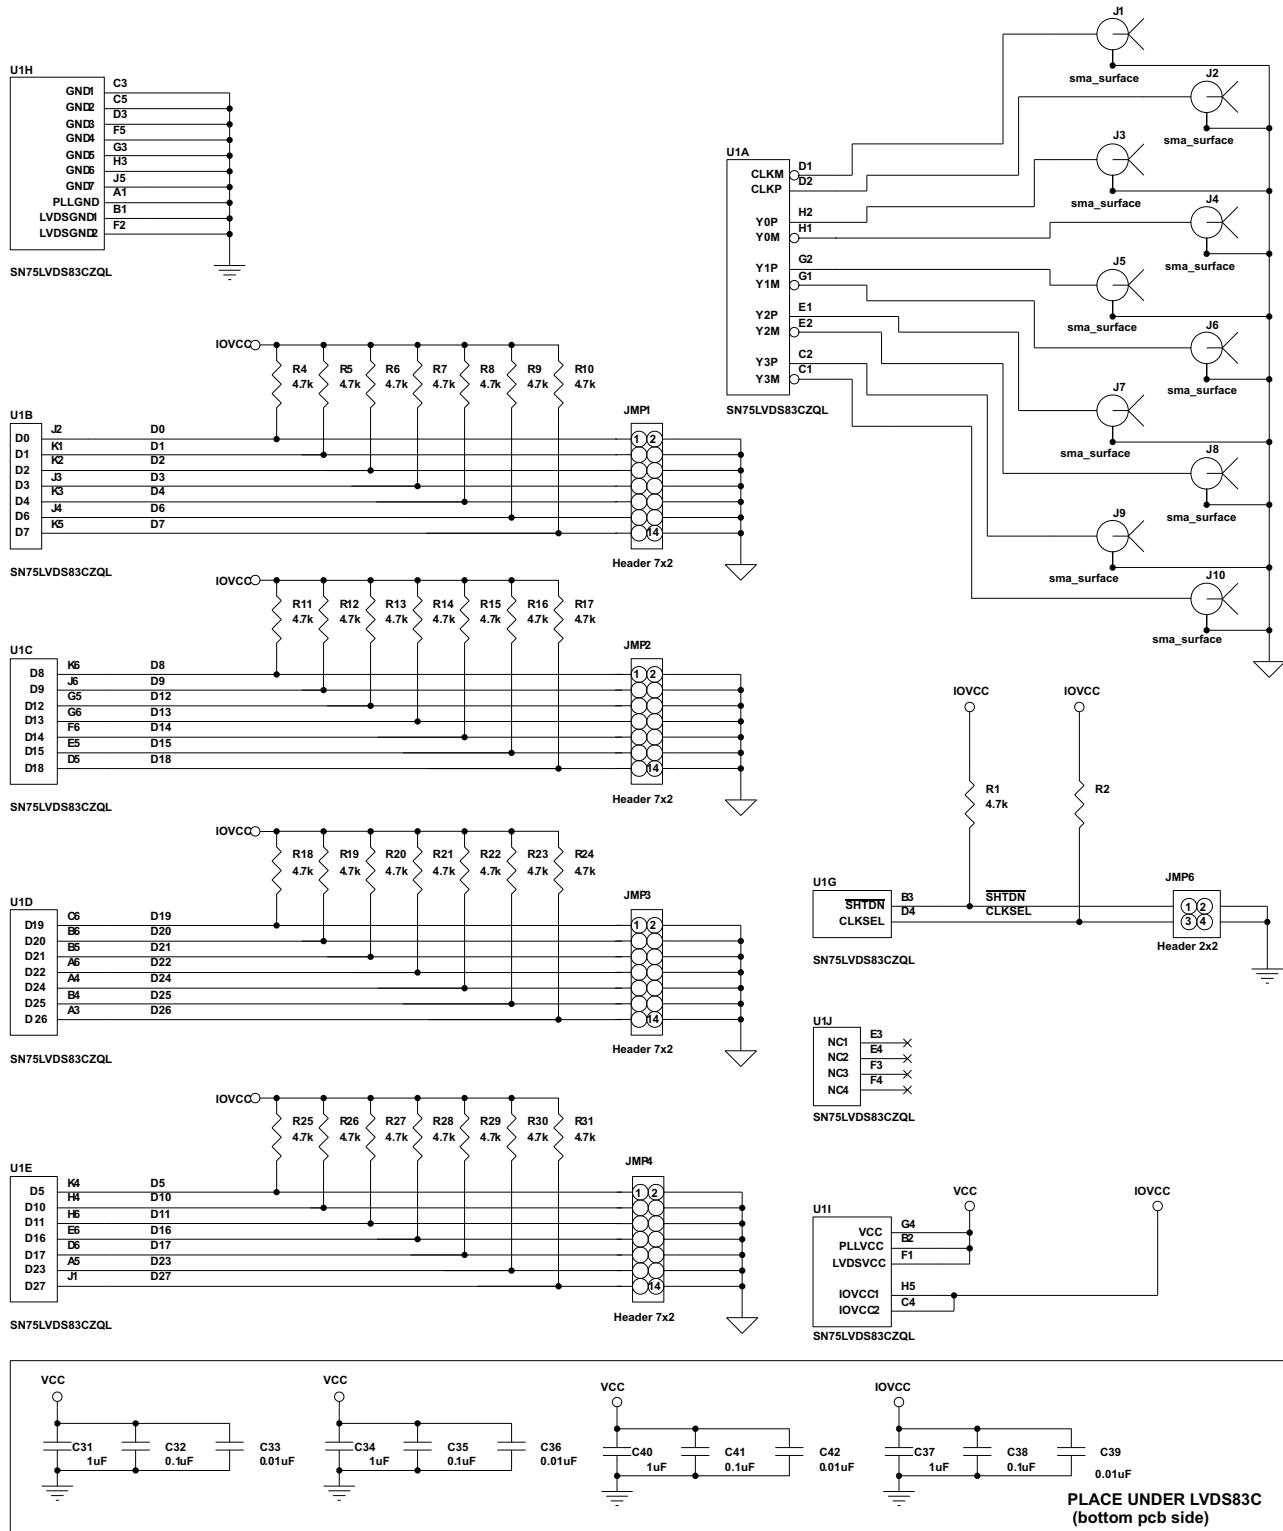 U1H
GND1 C3
GND2 C5
GND3 D3
GND4 F5
GND5 G3
GND6 H3
GND7 J5
PLLGND A1
LVDSGND1 B1
LVDSGND2 F2
SN75LVDS83CZQL
U1A
CLKM D1
CLKP D2
Y0P H2
Y0M H1
Y1P G2
Y1M G1
Y2P E1
Y2M E2
Y3P C2
Y3M C1
SN75LVDS83CZQL
J1
sma_surface
J2
sma_surface
J3
sma_surface
J4
sma_surface
J5
sma_surface
J6
sma_surface
J7
sma_surface
J8
sma_surface
J9
sma_surface
J10
sma_surface
IOVCC
R4 R5 R6 R7 R8 R9 R10
4.7k 4.7k 4.7k 4.7k 4.7k 4.7k 4.7k
U1B
JMP1
D0 J2 D0 1 2
D1 K1 D1
D2 K2 D2
D3 J3 D3
D4 K3 D4
D6 J4 D6
D7 K5 D7 14
SN75LVDS83CZQL
Header 7x2
IOVCC
R11 R12 R13 R14 R15 R16 R17
4.7k 4.7k 4.7k 4.7k 4.7k 4.7k 4.7k
U1C
JMP2
D8 K6 D8 1 2
D9 J6 D9
D12 G5 D12
D13 G6 D13
D14 F6 D14
D15 E5 D15
D18 D5 D18 14
SN75LVDS83CZQL
Header 7x2
IOVCC
R18 R19 R20 R21 R22 R23 R24
4.7k 4.7k 4.7k 4.7k 4.7k 4.7k 4.7k
U1D
JMP3
D19 C6 D19 1 2
D20 B6 D20
D21 B5 D21
D22 A6 D22
D24 A4 D24
D25 B4 D25
D26 A3 D26 14
SN75LVDS83CZQL
Header 7x2
IOVCC
R25 R26 R27 R28 R29 R30 R31
4.7k 4.7k 4.7k 4.7k 4.7k 4.7k 4.7k
U1E
JMP4
D5 K4 D5 1 2
D10 H4 D10
D11 H6 D11
D16 E6 D16
D17 D6 D17
D23 A5 D23
D27 J1 D27 14
SN75LVDS83CZQL
Header 7x2
IOVCC IOVCC
R1 R2
4.7k
U1G
JMP6
SHTDN B3 SHTDN 1 2
CLKSEL D4 CLKSEL 3 4
Header 2x2
SN75LVDS83CZQL
U1J
NC1 E3
NC2 E4
NC3 F3
NC4 F4
SN75LVDS83CZQL
VCC IOVCC
U1I
VCC G4
PLLVCC B2
LVDSVCC F1
IOVCC1 H5
IOVCC2 C4
SN75LVDS83CZQL
VCC VCC VCC IOVCC
C31 C32 C33 C34 C35 C36 C40 C41 C42 C37 C38 C39
1uF 0.1uF 0.01uF 1uF 0.1uF 0.01uF 1uF 0.1uF 0.01uF 1uF 0.1uF 0.01uF
PLACE UNDER LVDS83C
(bottom pcb side)